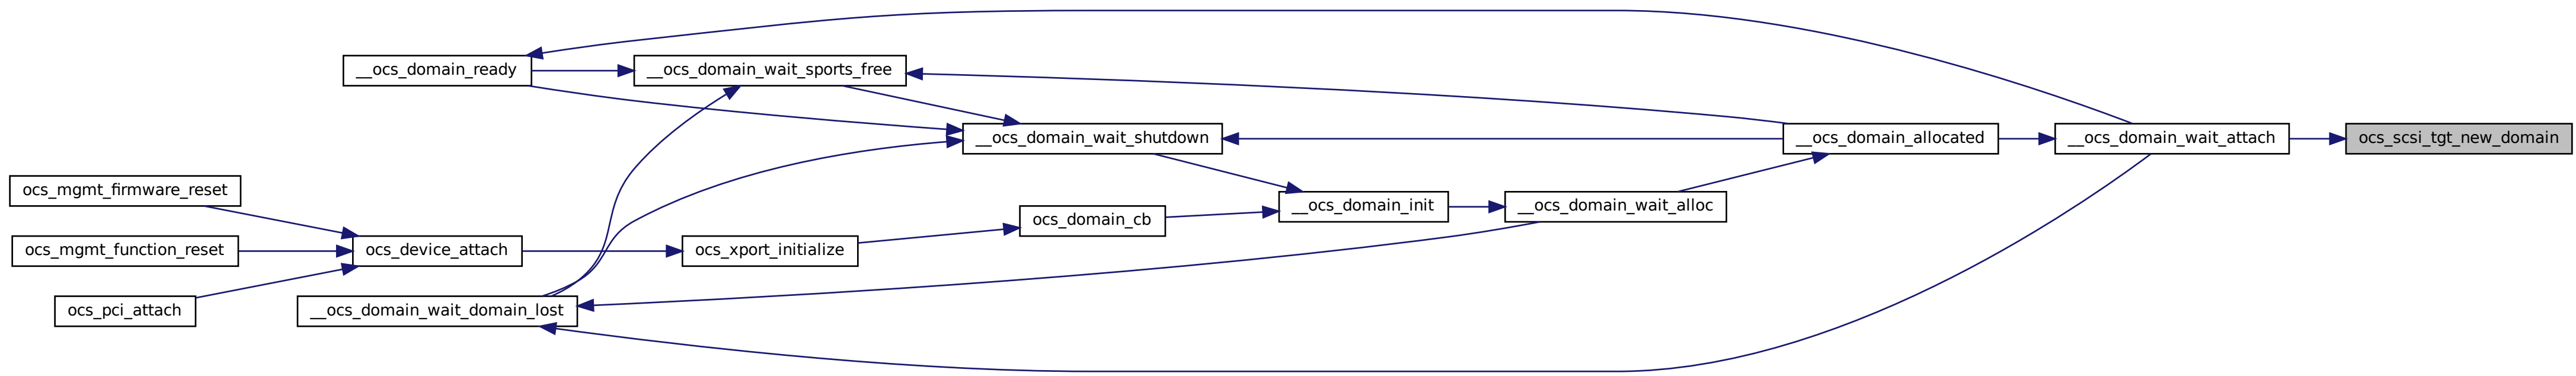 __ocs_domain_ready
__ocs_domain_wait_sports_free
__ocs_domain_wait_shutdown
__ocs_domain_allocated
__ocs_domain_wait_attach
ocs_scsi_tgt_new_domain
ocs_mgmt_firmware_reset
ocs_domain_cb
__ocs_domain_init
__ocs_domain_wait_alloc
ocs_mgmt_function_reset
ocs_device_attach
ocs_xport_initialize
ocs_pci_attach
__ocs_domain_wait_domain_lost